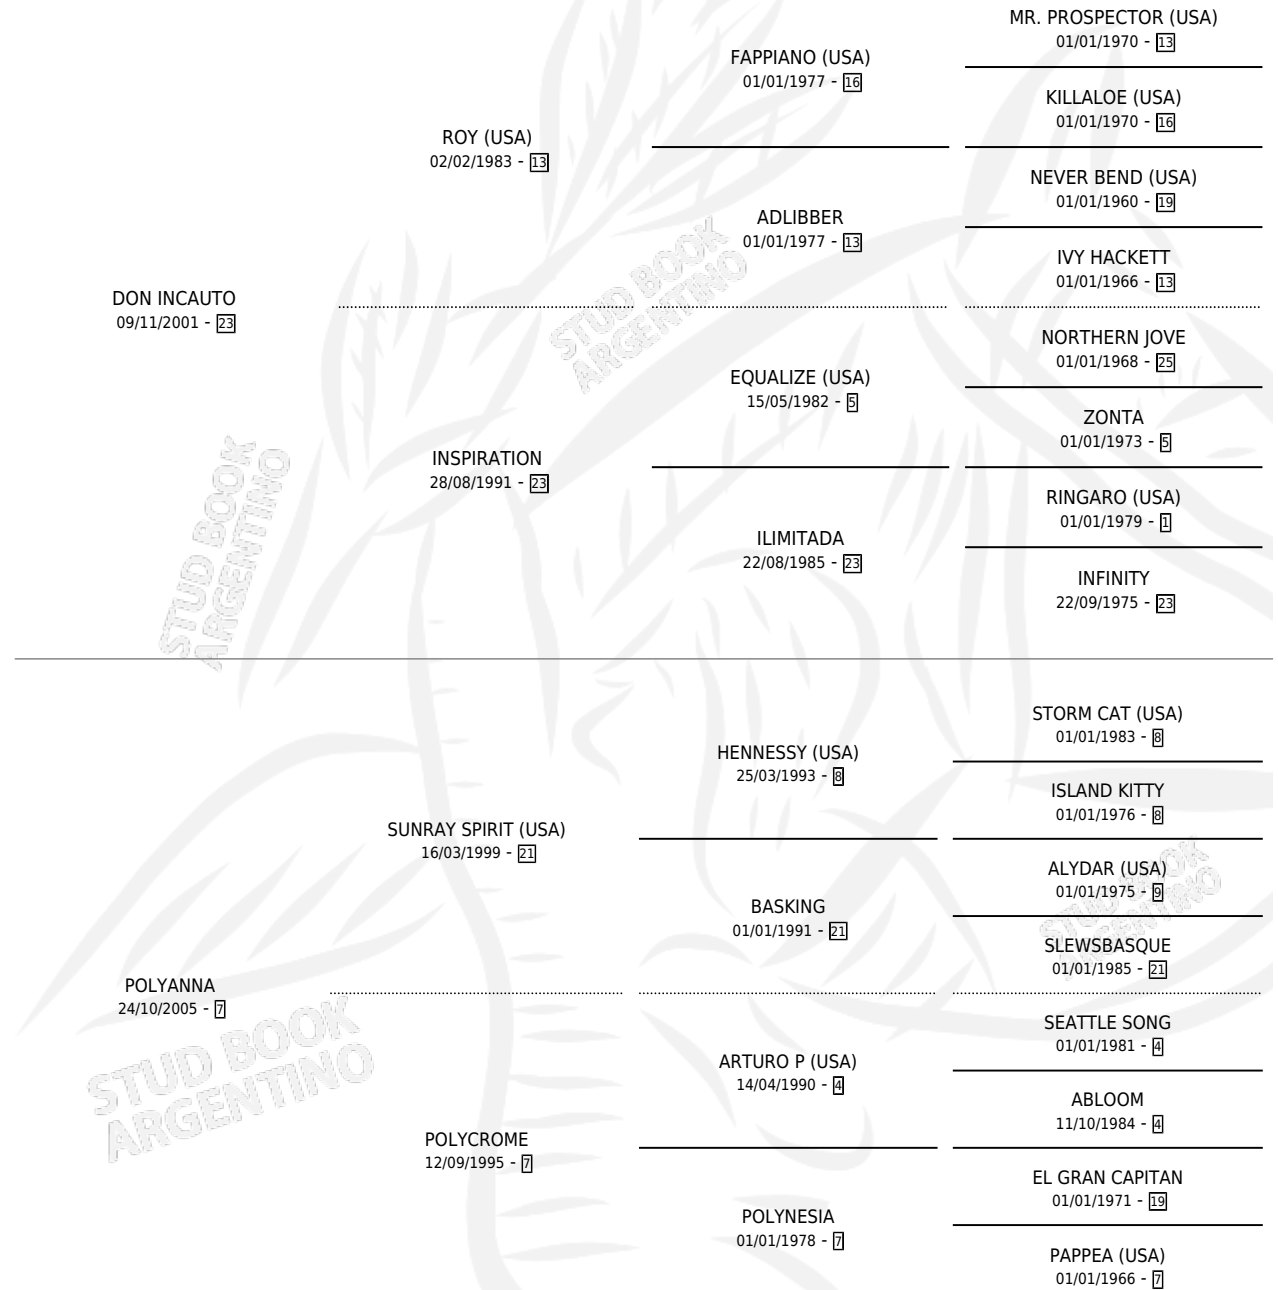 MR. PROSPECTOR (USA)
01/01/1970 - 13
FAPPIANO (USA)
01/01/1977 - 16
KILLALOE (USA)
01/01/1970 - 16
ROY (USA)
02/02/1983 - 13
NEVER BEND (USA)
01/01/1960 - 19
ADLIBBER
01/01/1977 - 13
IVY HACKETT
01/01/1966 - 13
DON INCAUTO
09/11/2001 - 23
NORTHERN JOVE
01/01/1968 - 25
EQUALIZE (USA)
15/05/1982 - 5
ZONTA
01/01/1973 - 5
INSPIRATION
28/08/1991 - 23
RINGARO (USA)
01/01/1979 - 1
ILIMITADA
22/08/1985 - 23
INFINITY
22/09/1975 - 23
STORM CAT (USA)
01/01/1983 - 8
HENNESSY (USA)
25/03/1993 - 8
ISLAND KITTY
01/01/1976 - 8
SUNRAY SPIRIT (USA)
16/03/1999 - 21
ALYDAR (USA)
01/01/1975 - 9
BASKING
01/01/1991 - 21
SLEWSBASQUE
01/01/1985 - 21
POLYANNA
24/10/2005 - 7
SEATTLE SONG
01/01/1981 - 4
ARTURO P (USA)
14/04/1990 - 4
ABLOOM
11/10/1984 - 4
POLYCROME
12/09/1995 - 7
EL GRAN CAPITAN
01/01/1971 - 19
POLYNESIA
01/01/1978 - 7
PAPPEA (USA)
01/01/1966 - 7
STUD BOOK
ARGENTINO
STUD BOOK
ARGENTINO
STUD BOOK
ARGENTINO
STUD BOOK
ARGENTINO